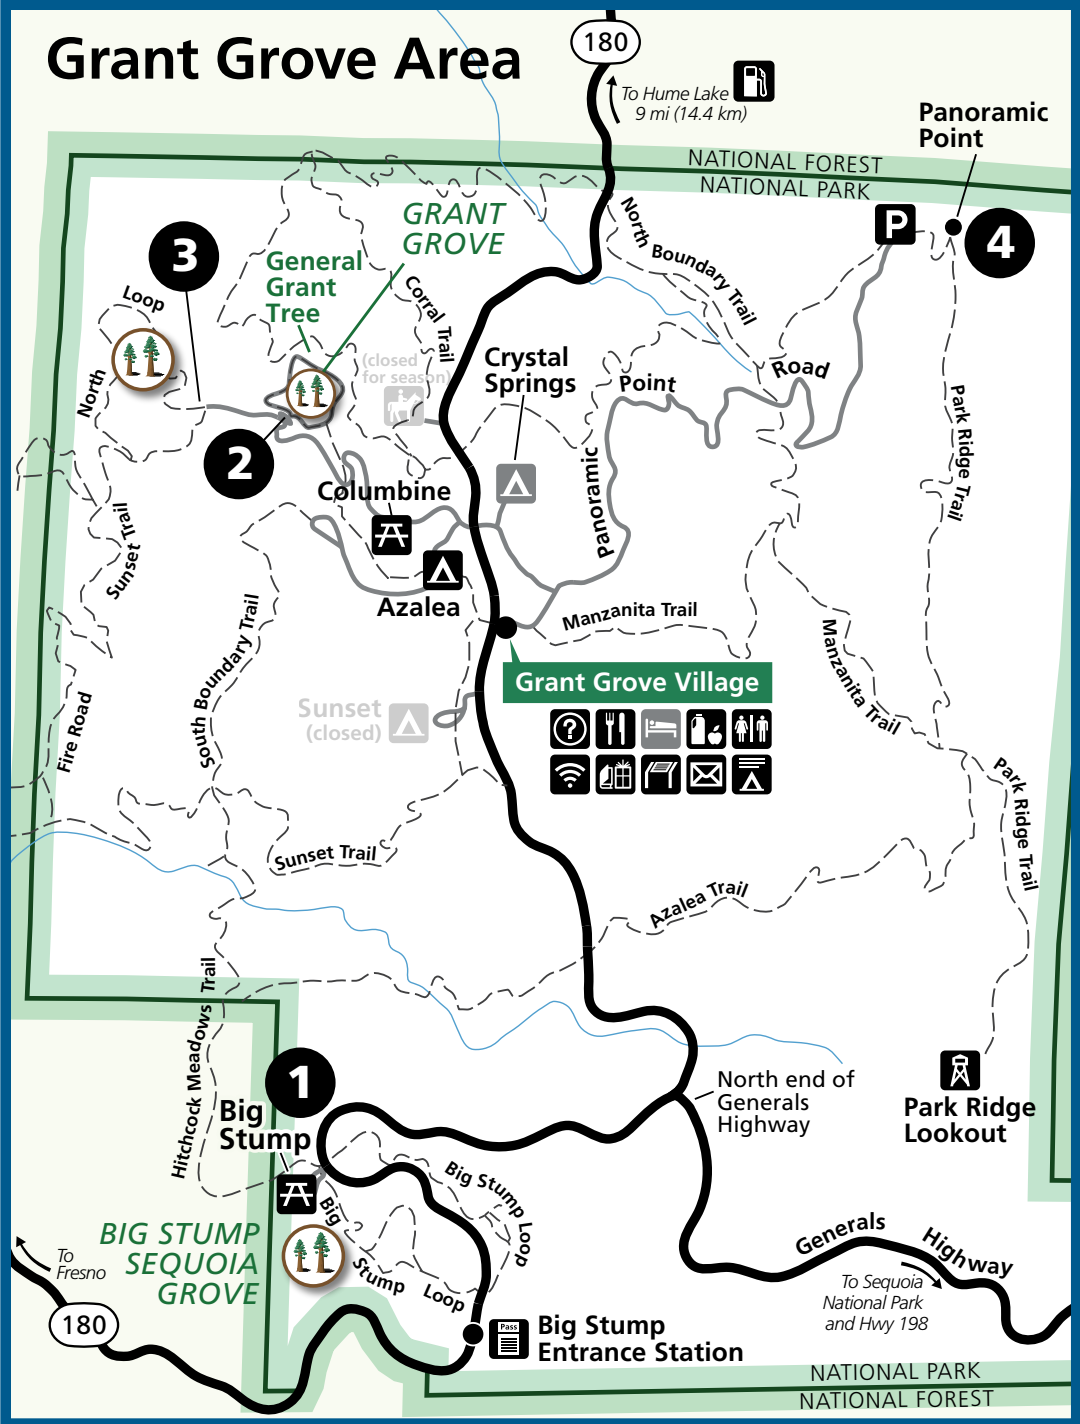 Grant Grove Area
180
To Hume Lake
9 mi (14.4 km)
Panoramic
Point
NATIONAL FOREST
NATIONAL PARK
P
4
GRANT
GROVE
North Boundary Trail
3
General
Grant
Tree
Loop
North
Corral Trail
(closed
for season)
Crystal
Springs
Point
Road
Panoramic
Park Ridge Trail
2
Columbine
Sunset Trail
Azalea
Manzanita Trail
South Boundary Trail
Manzanita Trail
Grant Grove Village
?
Sunset
(closed)
Fire Road
Park Ridge Trail
Sunset Trail
Azalea Trail
Hitchcock Meadows Trail
1
Big
Stump
North end of
Generals
Highway
Park Ridge
Lookout
Big Stump Loop
Big
Stump
Loop
BIG STUMP
SEQUOIA
GROVE
To
Fresno
180
Generals Highway
To Sequoia
National Park
and Hwy 198
Pass
Big Stump
Entrance Station
NATIONAL PARK
NATIONAL FOREST